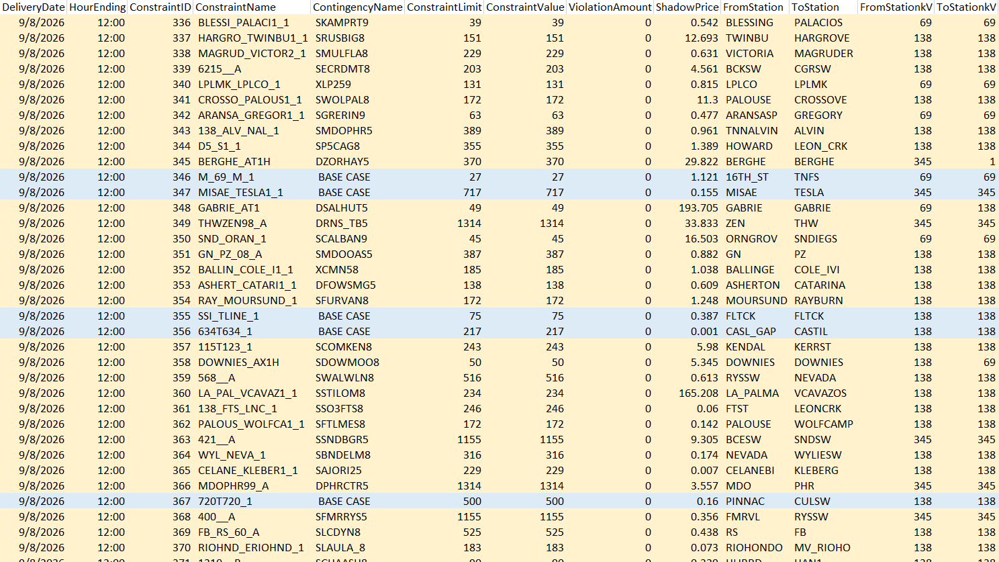 DeliveryDate HourEnding ConstraintID ConstraintName ContingencyName ConstraintLimit ConstraintValue ViolationAmount ShadowPrice FromStation ToStation FromStationkV ToStationkV
9/8/2026 12:00 336 BLESSI_PALACI1_1 SKAMPRT9 39 39 0 0.542 BLESSING PALACIOS 69 69
9/8/2026 12:00 337 HARGRO_TWINBU1_1 SRUSBIG8 151 151 0 12.693 TWINBU HARGROVE 138 138
9/8/2026 12:00 338 MAGRUD_VICTOR2_1 SMULFLA8 229 229 0 0.631 VICTORIA MAGRUDER 138 138
9/8/2026 12:00 339 6215__A SECRDMT8 203 203 0 4.561 BCKSW CGRSW 138 138
9/8/2026 12:00 340 LPLMK_LPLCO_1 XLP259 131 131 0 0.815 LPLCO LPLMK 69 69
9/8/2026 12:00 341 CROSSO_PALOUS1_1 SWOLPAL8 172 172 0 11.3 PALOUSE CROSSOVE 138 138
9/8/2026 12:00 342 ARANSA_GREGOR1_1 SGRERIN9 63 63 0 0.477 ARANSASP GREGORY 69 69
9/8/2026 12:00 343 138_ALV_NAL_1 SMDOPHR5 389 389 0 0.961 TNNALVIN ALVIN 138 138
9/8/2026 12:00 344 D5_S1_1 SP5CAG8 355 355 0 1.389 HOWARD LEON_CRK 138 138
9/8/2026 12:00 345 BERGHE_AT1H DZORHAY5 370 370 0 29.822 BERGHE BERGHE 345 1
9/8/2026 12:00 346 M_69_M_1 BASE CASE 27 27 0 1.121 16TH_ST TNFS 69 69
9/8/2026 12:00 347 MISAE_TESLA1_1 BASE CASE 717 717 0 0.155 MISAE TESLA 345 345
9/8/2026 12:00 348 GABRIE_AT1 DSALHUT5 49 49 0 193.705 GABRIE GABRIE 69 138
9/8/2026 12:00 349 THWZEN98_A DRNS_TB5 1314 1314 0 33.833 ZEN THW 345 345
9/8/2026 12:00 350 SND_ORAN_1 SCALBAN9 45 45 0 16.503 ORNGROV SNDIEGS 69 69
9/8/2026 12:00 351 GN_PZ_08_A SMDOOAS5 387 387 0 0.882 GN PZ 138 138
9/8/2026 12:00 352 BALLIN_COLE_I1_1 XCMN58 185 185 0 1.038 BALLINGE COLE_IVI 138 138
9/8/2026 12:00 353 ASHERT_CATARI1_1 DFOWSMG5 138 138 0 0.609 ASHERTON CATARINA 138 138
9/8/2026 12:00 354 RAY_MOURSUND_1 SFURVAN8 172 172 0 1.248 MOURSUND RAYBURN 138 138
9/8/2026 12:00 355 SSI_TLINE_1 BASE CASE 75 75 0 0.387 FLTCK FLTCK 138 138
9/8/2026 12:00 356 634T634_1 BASE CASE 217 217 0 0.001 CASL_GAP CASTIL 138 138
9/8/2026 12:00 357 115T123_1 SCOMKEN8 243 243 0 5.98 KENDAL KERRST 138 138
9/8/2026 12:00 358 DOWNIES_AX1H SDOWMOO8 50 50 0 5.345 DOWNIES DOWNIES 138 69
9/8/2026 12:00 359 568__A SWALWLN8 516 516 0 0.613 RYSSW NEVADA 138 138
9/8/2026 12:00 360 LA_PAL_VCAVAZ1_1 SSTILOM8 234 234 0 165.208 LA_PALMA VCAVAZOS 138 138
9/8/2026 12:00 361 138_FTS_LNC_1 SSO3FTS8 246 246 0 0.06 FTST LEONCRK 138 138
9/8/2026 12:00 362 PALOUS_WOLFCA1_1 SFTLMES8 172 172 0 0.142 PALOUSE WOLFCAMP 138 138
9/8/2026 12:00 363 421__A SSNDBGR5 1155 1155 0 9.305 BCESW SNDSW 345 345
9/8/2026 12:00 364 WYL_NEVA_1 SBNDELM8 316 316 0 0.174 NEVADA WYLIESW 138 138
9/8/2026 12:00 365 CELANE_KLEBER1_1 SAJORI25 229 229 0 0.007 CELANEBI KLEBERG 138 138
9/8/2026 12:00 366 MDOPHR99_A DPHRCTR5 1314 1314 0 3.557 MDO PHR 345 345
9/8/2026 12:00 367 720T720_1 BASE CASE 500 500 0 0.16 PINNAC CULSW 138 138
9/8/2026 12:00 368 400__A SFMRRYS5 1155 1155 0 0.356 FMRVL RYSSW 345 345
9/8/2026 12:00 369 FB_RS_60_A SLCDYN8 525 525 0 0.438 RS FB 138 138
9/8/2026 12:00 370 RIOHND_ERIOHND_1 SLAULA_8 183 183 0 0.073 RIOHONDO MV_RIOHO 138 138